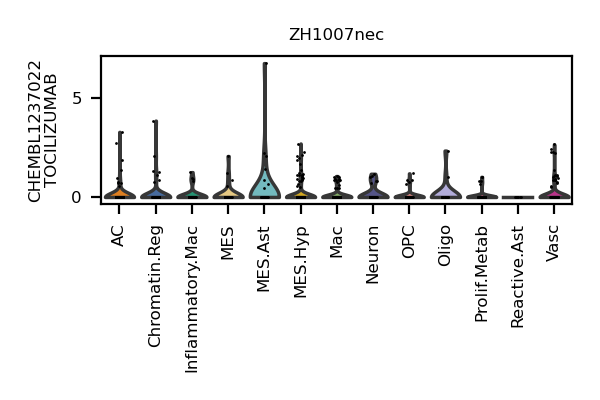 ZH1007nec
CHEMBL1237022
TOCILIZUMAB
5
0
AC
Chromatin.Reg
Inflammatory.Mac
MES
MES.Ast
MES.Hyp
Mac
Neuron
OPC
Oligo
Prolif.Metab
Reactive.Ast
Vasc